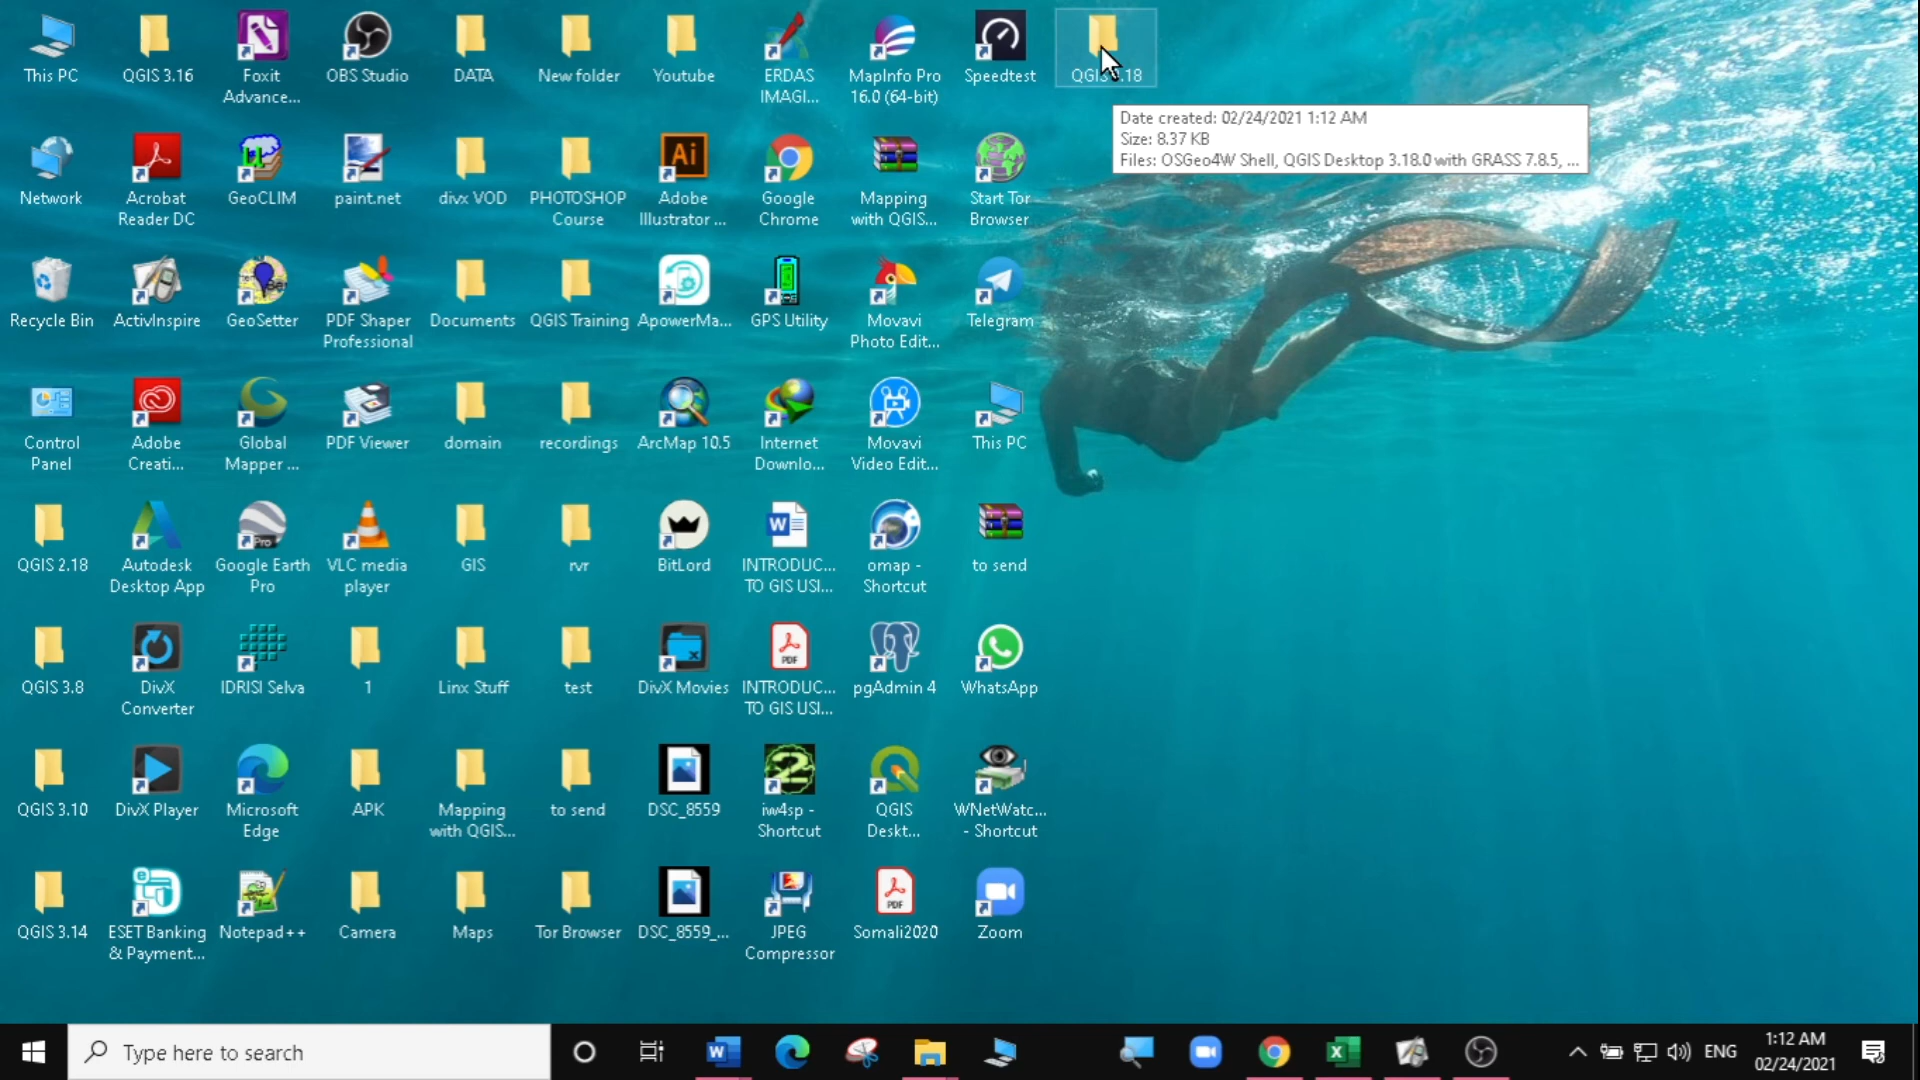 This PC
QGIS 3.16
Foxit
Advance...
OBS Studio
DATA
New folder
Youtube
ERDAS
IMAGI...
MapInfo Pro
16.0 (64-bit)
Speedtest
Date created: 02/24/2021 1:12 AM
Size: 8.37 KB
Files: OSGeo4W Shell, QGIS Desktop 3.18.0 with GRASS 7.8.5, ...
Network
Acrobat
Reader DC
GeoCLIM
paint.net
divx VOD
PHOTOSHOP
Course
Ai
Adobe
Illustrator ...
Google
Chrome
Mapping
with QGIS...
Start Tor
Browser
Recycle Bin
ActivInspire
GeoSetter
PDF Shaper
Professional
Documents
QGIS Training
ApowerMa...
GPS Utility
Movavi
Photo Edit...
Telegram
Control
Panel
Adobe
Creati...
Global
Mapper ...
PDF Viewer
domain
recordings
ArcMap 10.5
Internet
Downlo...
Movavi
Video Edit...
This PC
QGIS 2.18
Autodesk
Desktop App
Pro
Google Earth
Pro
VLC media
player
GIS
rvr
BitLord
W
INTRODUC...
TO GIS USI...
omap -
Shortcut
to send
QGIS 3.8
DivX
Converter
IDRISI Selva
1
Linx Stuff
test
DivX Movies
PDF
INTRODUC...
TO GIS USI...
pgAdmin 4
WhatsApp
QGIS 3.10
DivX Player
Microsoft
Edge
APK
Mapping
with QGIS...
to send
DSC_8559
2
iw4sp -
Shortcut
QGIS
Deskt...
WNetWatc...
- Shortcut
QGIS 3.14
ESET Banking
& Payment...
Notepad++
Camera
Maps
Tor Browser
DSC_8559_...
JPEG
Compressor
PDF
Somali2020
Zoom
Type here to search
W
X
ENG
1:12 AM
02/24/2021